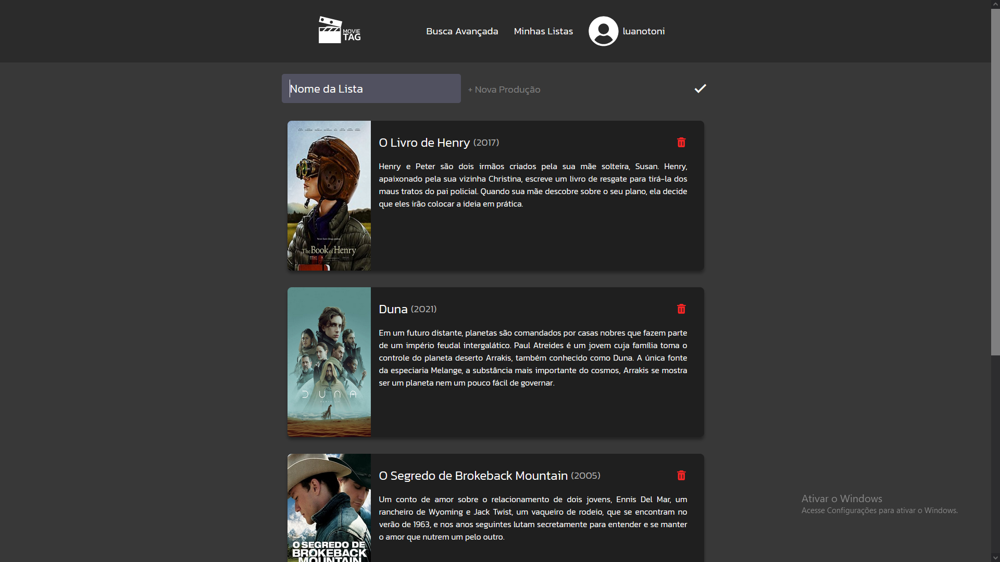 MOVIE
TAG
Busca Avançada
Minhas Listas
luanotoni
Nome da Lista
+ Nova Produção
The Book of Henry
O Livro de Henry (2017)
Henry e Peter são dois irmãos criados pela sua mãe solteira, Susan. Henry,
apaixonado pela sua vizinha Christina, escreve um livro de resgate para tirá-la dos
maus tratos do pai policial. Quando sua mãe descobre sobre o seu plano, ela decide
que eles irão colocar a ideia em prática.
DUNA
Duna (2021)
Em um futuro distante, planetas são comandados por casas nobres que fazem parte
de um império feudal intergalático. Paul Atreides é um jovem cuja família toma o
controle do planeta deserto Arrakis, também conhecido como Duna. A única fonte
da especiaria Melange, a substância mais importante do cosmos, Arrakis se mostra
ser um planeta nem um pouco fácil de governar.
O SEGREDO DE
BROKEBACK
MOUNTAIN
O Segredo de Brokeback Mountain (2005)
Um conto de amor sobre o relacionamento de dois jovens, Ennis Del Mar, um
rancheiro de Wyoming e Jack Twist, um vaqueiro de rodeio, que se encontram no
verão de 1963, e nos anos seguintes lutam secretamente para entender e se manter
o amor que nutrem um pelo outro.
Ativar o Windows
Acesse Configurações para ativar o Windows.